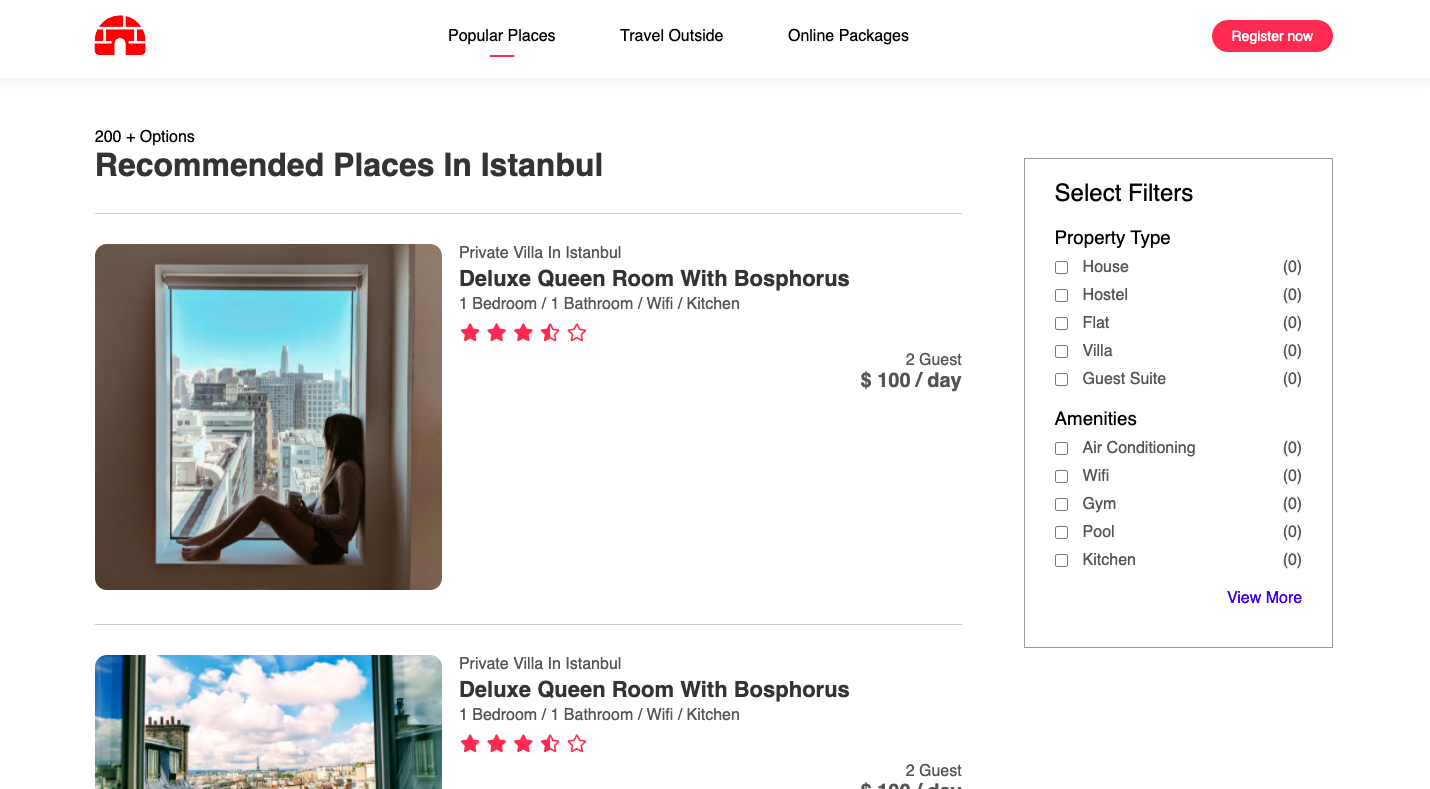 Popular Places
Travel Outside
Online Packages
Register now
200 + Options
Recommended Places In Istanbul
Private Villa In Istanbul
Deluxe Queen Room With Bosphorus
1 Bedroom / 1 Bathroom / Wifi / Kitchen
2 Guest
$ 100 / day
Private Villa In Istanbul
Deluxe Queen Room With Bosphorus
1 Bedroom / 1 Bathroom / Wifi / Kitchen
2 Guest
$ 100 / day
Select Filters
Property Type
House (0)
Hostel (0)
Flat (0)
Villa (0)
Guest Suite (0)
Amenities
Air Conditioning (0)
Wifi (0)
Gym (0)
Pool (0)
Kitchen (0)
View More